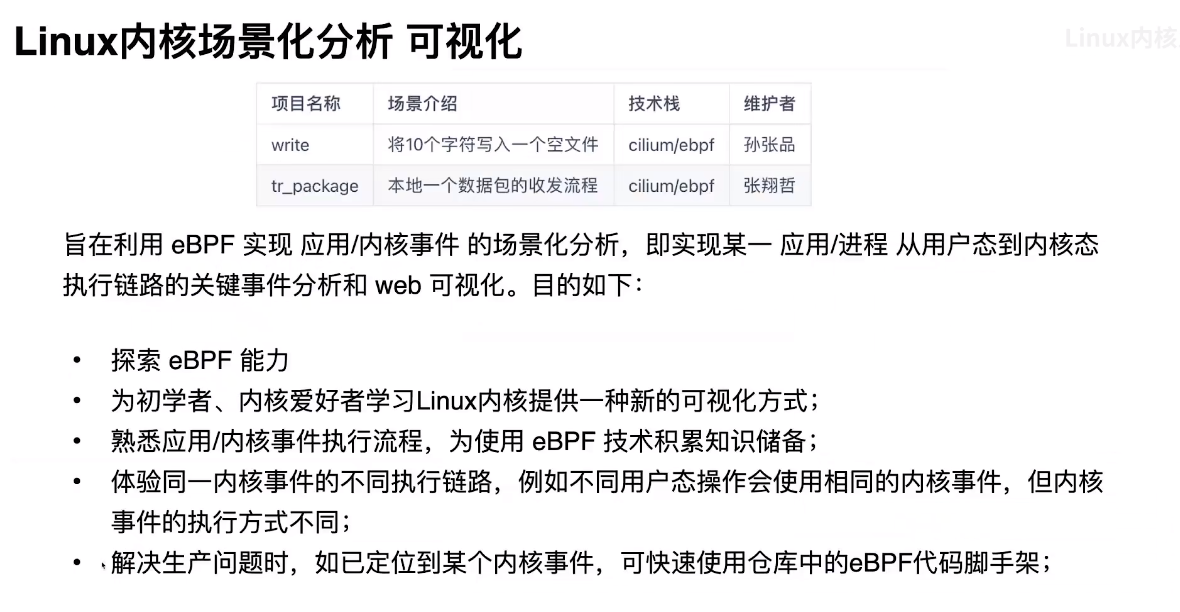 Linux内核场景化分析 可视化
Linux内核
项目名称 场景介绍 技术栈 维护者
write 将10个字符写入一个空文件 cilium/ebpf 孙张品
tr_package 本地一个数据包的收发流程 cilium/ebpf 张翔哲
旨在利用 eBPF 实现 应用/内核事件 的场景化分析，即实现某一 应用/进程 从用户态到内核态
执行链路的关键事件分析和 web 可视化。目的如下：
• 探索 eBPF 能力
• 为初学者、内核爱好者学习Linux内核提供一种新的可视化方式；
• 熟悉应用/内核事件执行流程，为使用 eBPF 技术积累知识储备；
• 体验同一内核事件的不同执行链路，例如不同用户态操作会使用相同的内核事件，但内核
事件的执行方式不同；
• 解决生产问题时，如已定位到某个内核事件，可快速使用仓库中的eBPF代码脚手架；